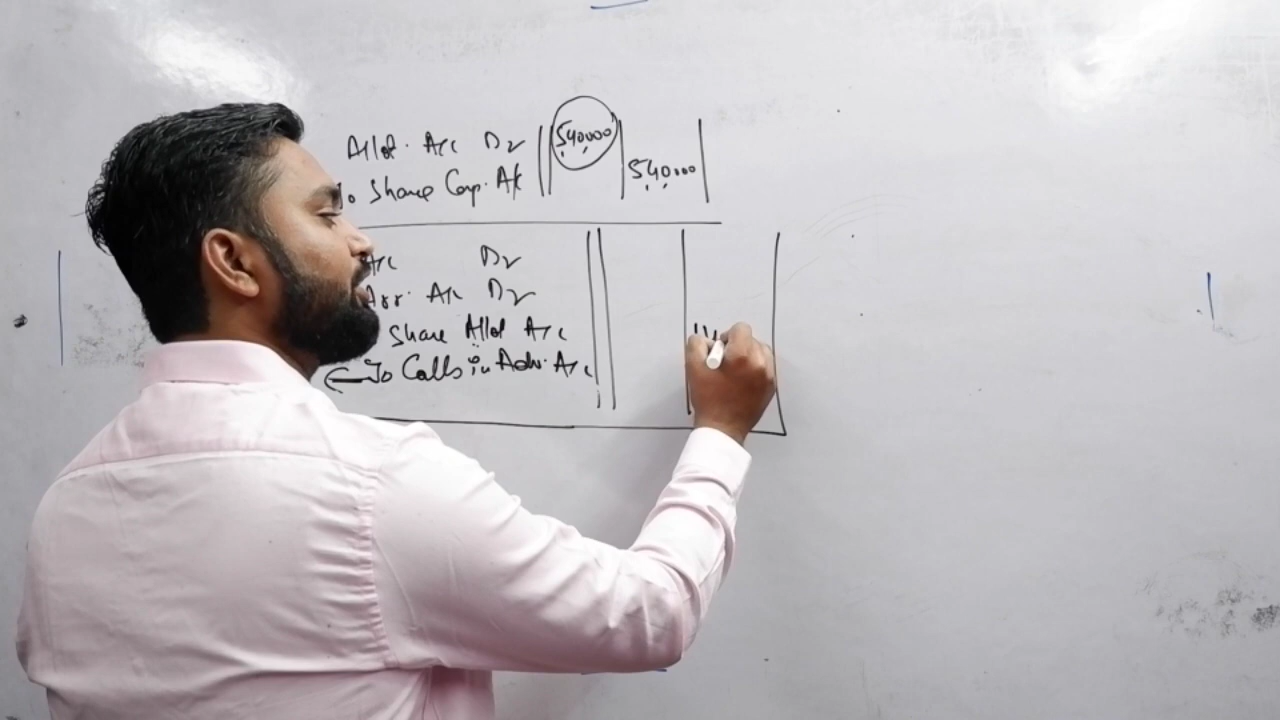 Allot. A/c Dr 540000
To Share Cap. A/c 540000
A/c Dr
Arr. A/c Dr
Share Allot A/c
To Calls in Adv. A/c